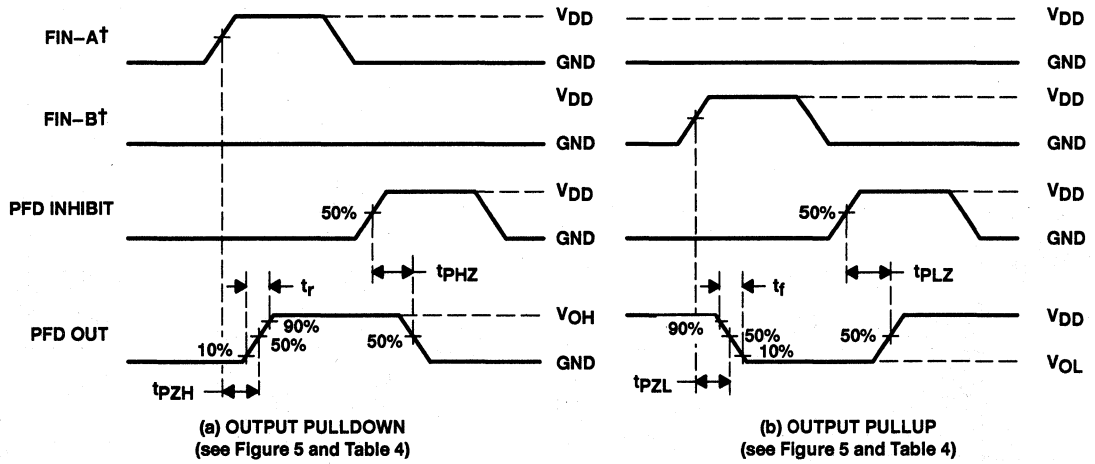 FIN–A† VDD VDD
GND GND
FIN–B† VDD VDD
GND GND
PFD INHIBIT 50% VDD 50% VDD
GND GND
tPHZ tPLZ
tr tf
PFD OUT VOH VDD
90% 90%
50% 50% 50% 50%
10% 10%
GND VOL
tPZH tPZL
(a) OUTPUT PULLDOWN
(see Figure 5 and Table 4)
(b) OUTPUT PULLUP
(see Figure 5 and Table 4)